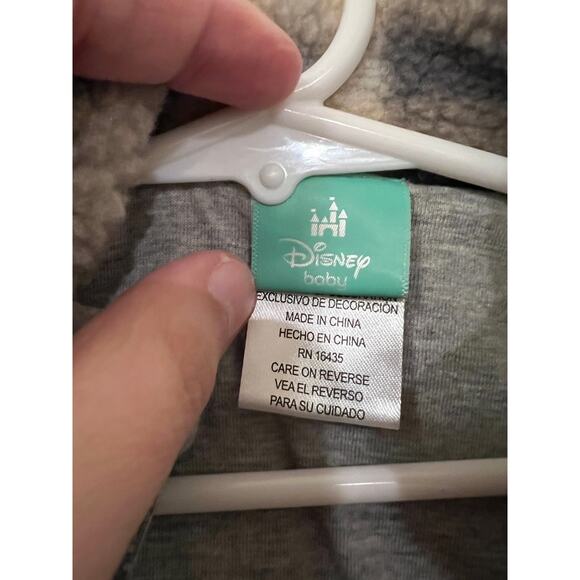 Disney
baby
EXCLUSIVO DE DECORACIÓN
MADE IN CHINA
HECHO EN CHINA
RN 16435
CARE ON REVERSE
VEA EL REVERSO
PARA SU CUIDADO